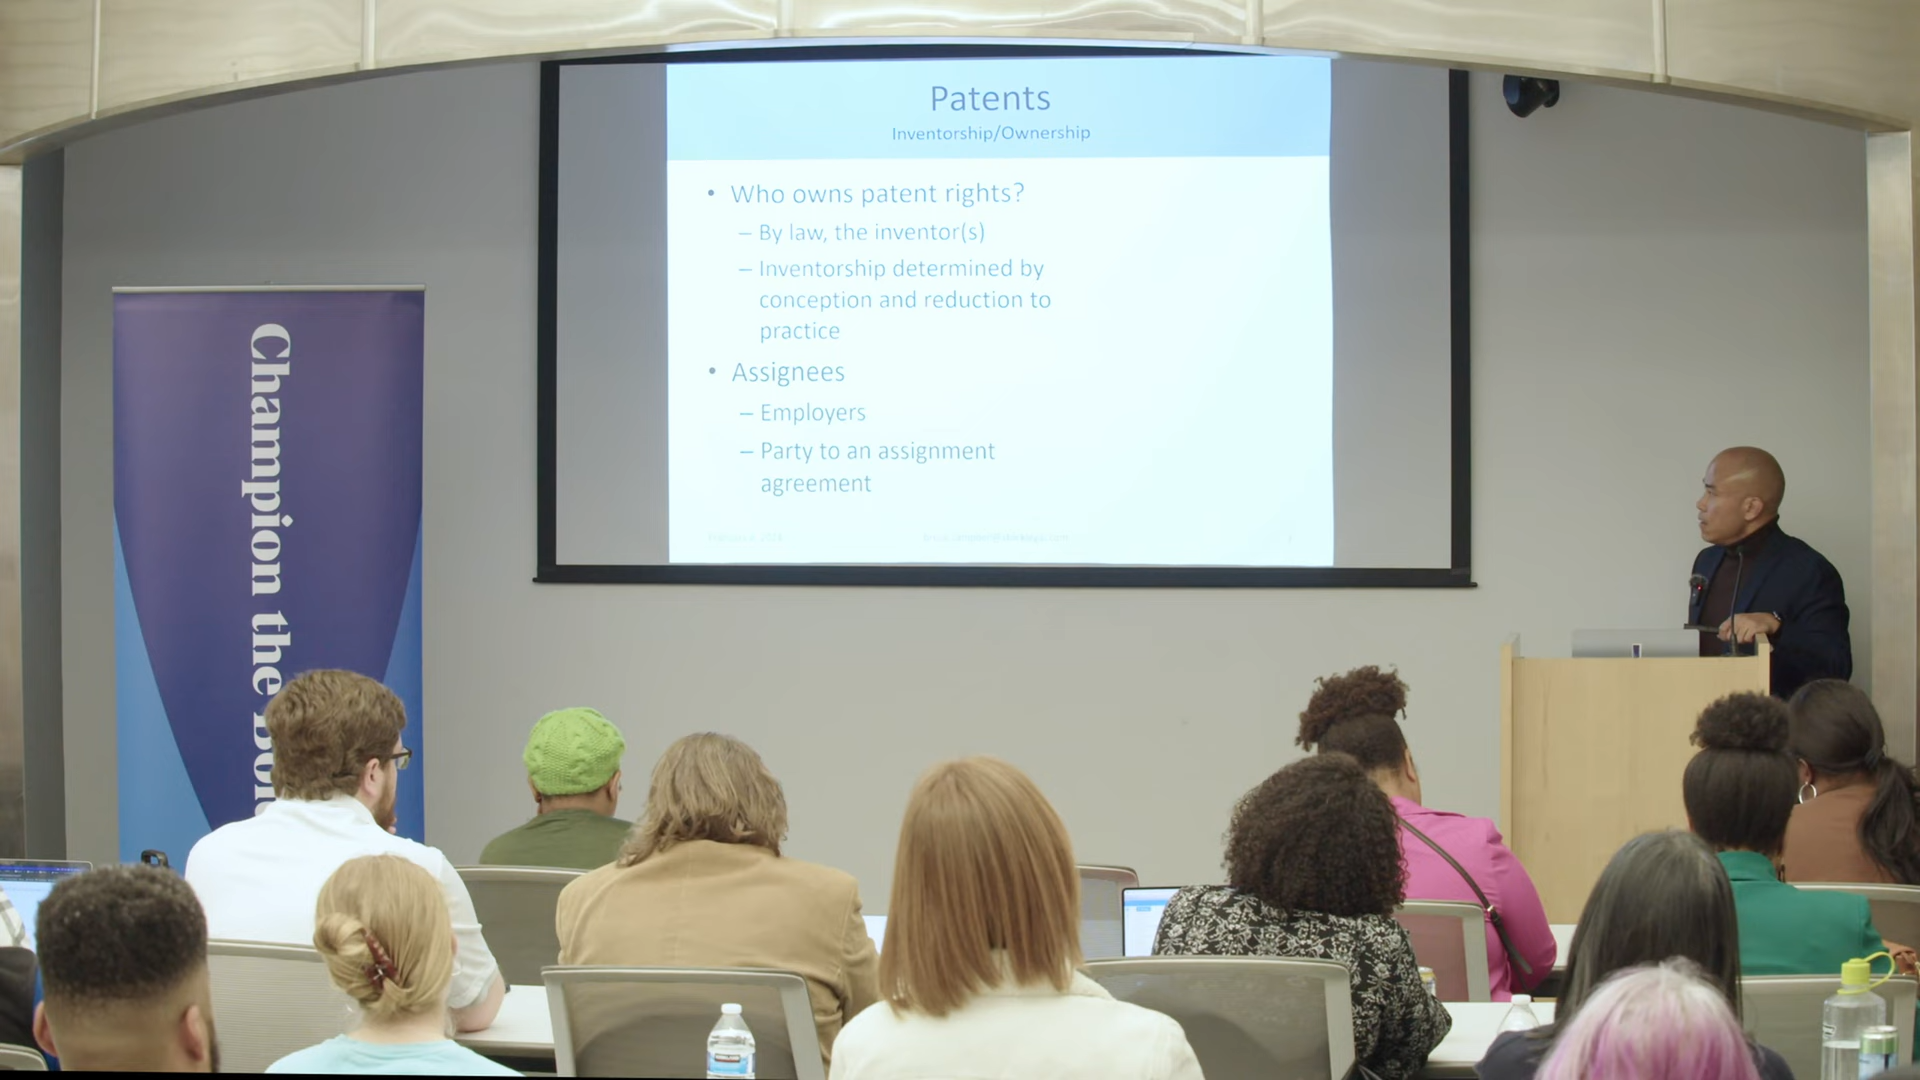 Patents
Inventorship/Ownership
• Who owns patent rights?
– By law, the inventor(s)
– Inventorship determined by
conception and reduction to
practice
• Assignees
– Employers
– Party to an assignment
agreement
Champion the